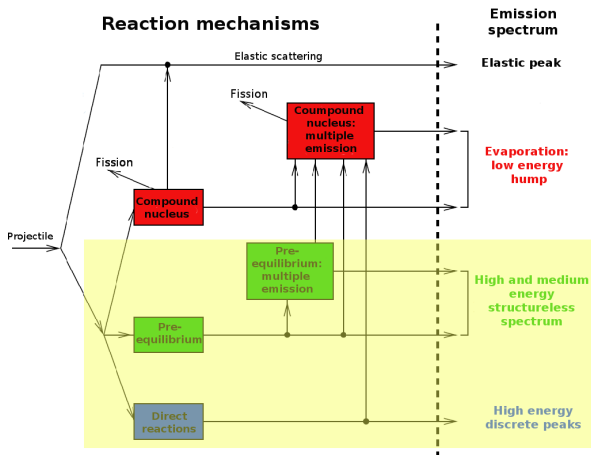 Reaction mechanisms
Emission
spectrum
Elastic scattering
Elastic peak
Fission
Coumpound
nucleus:
multiple
emission
Evaporation:
low energy
hump
Fission
Compound
nucleus
Projectile
Pre-
equilibrium:
multiple
emission
High and medium
energy
structureless
spectrum
Pre-
equilibrium
Direct
reactions
High energy
discrete peaks